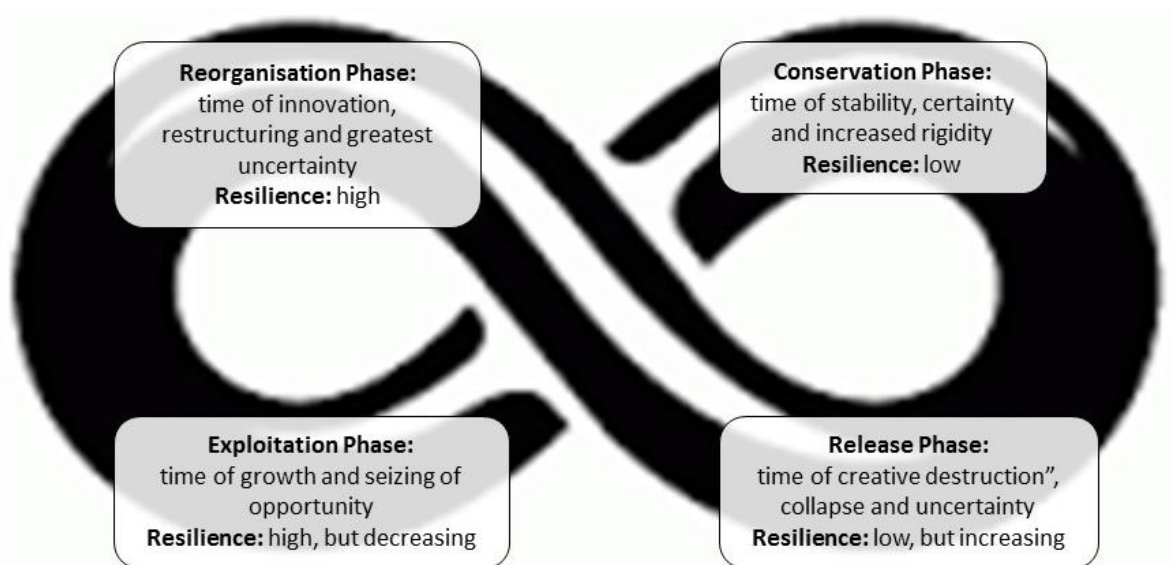 Reorganisation Phase:
time of innovation,
restructuring and greatest
uncertainty
Resilience: high
Conservation Phase:
time of stability, certainty
and increased rigidity
Resilience: low
Exploitation Phase:
time of growth and seizing of
opportunity
Resilience: high, but decreasing
Release Phase:
time of creative destruction”,
collapse and uncertainty
Resilience: low, but increasing